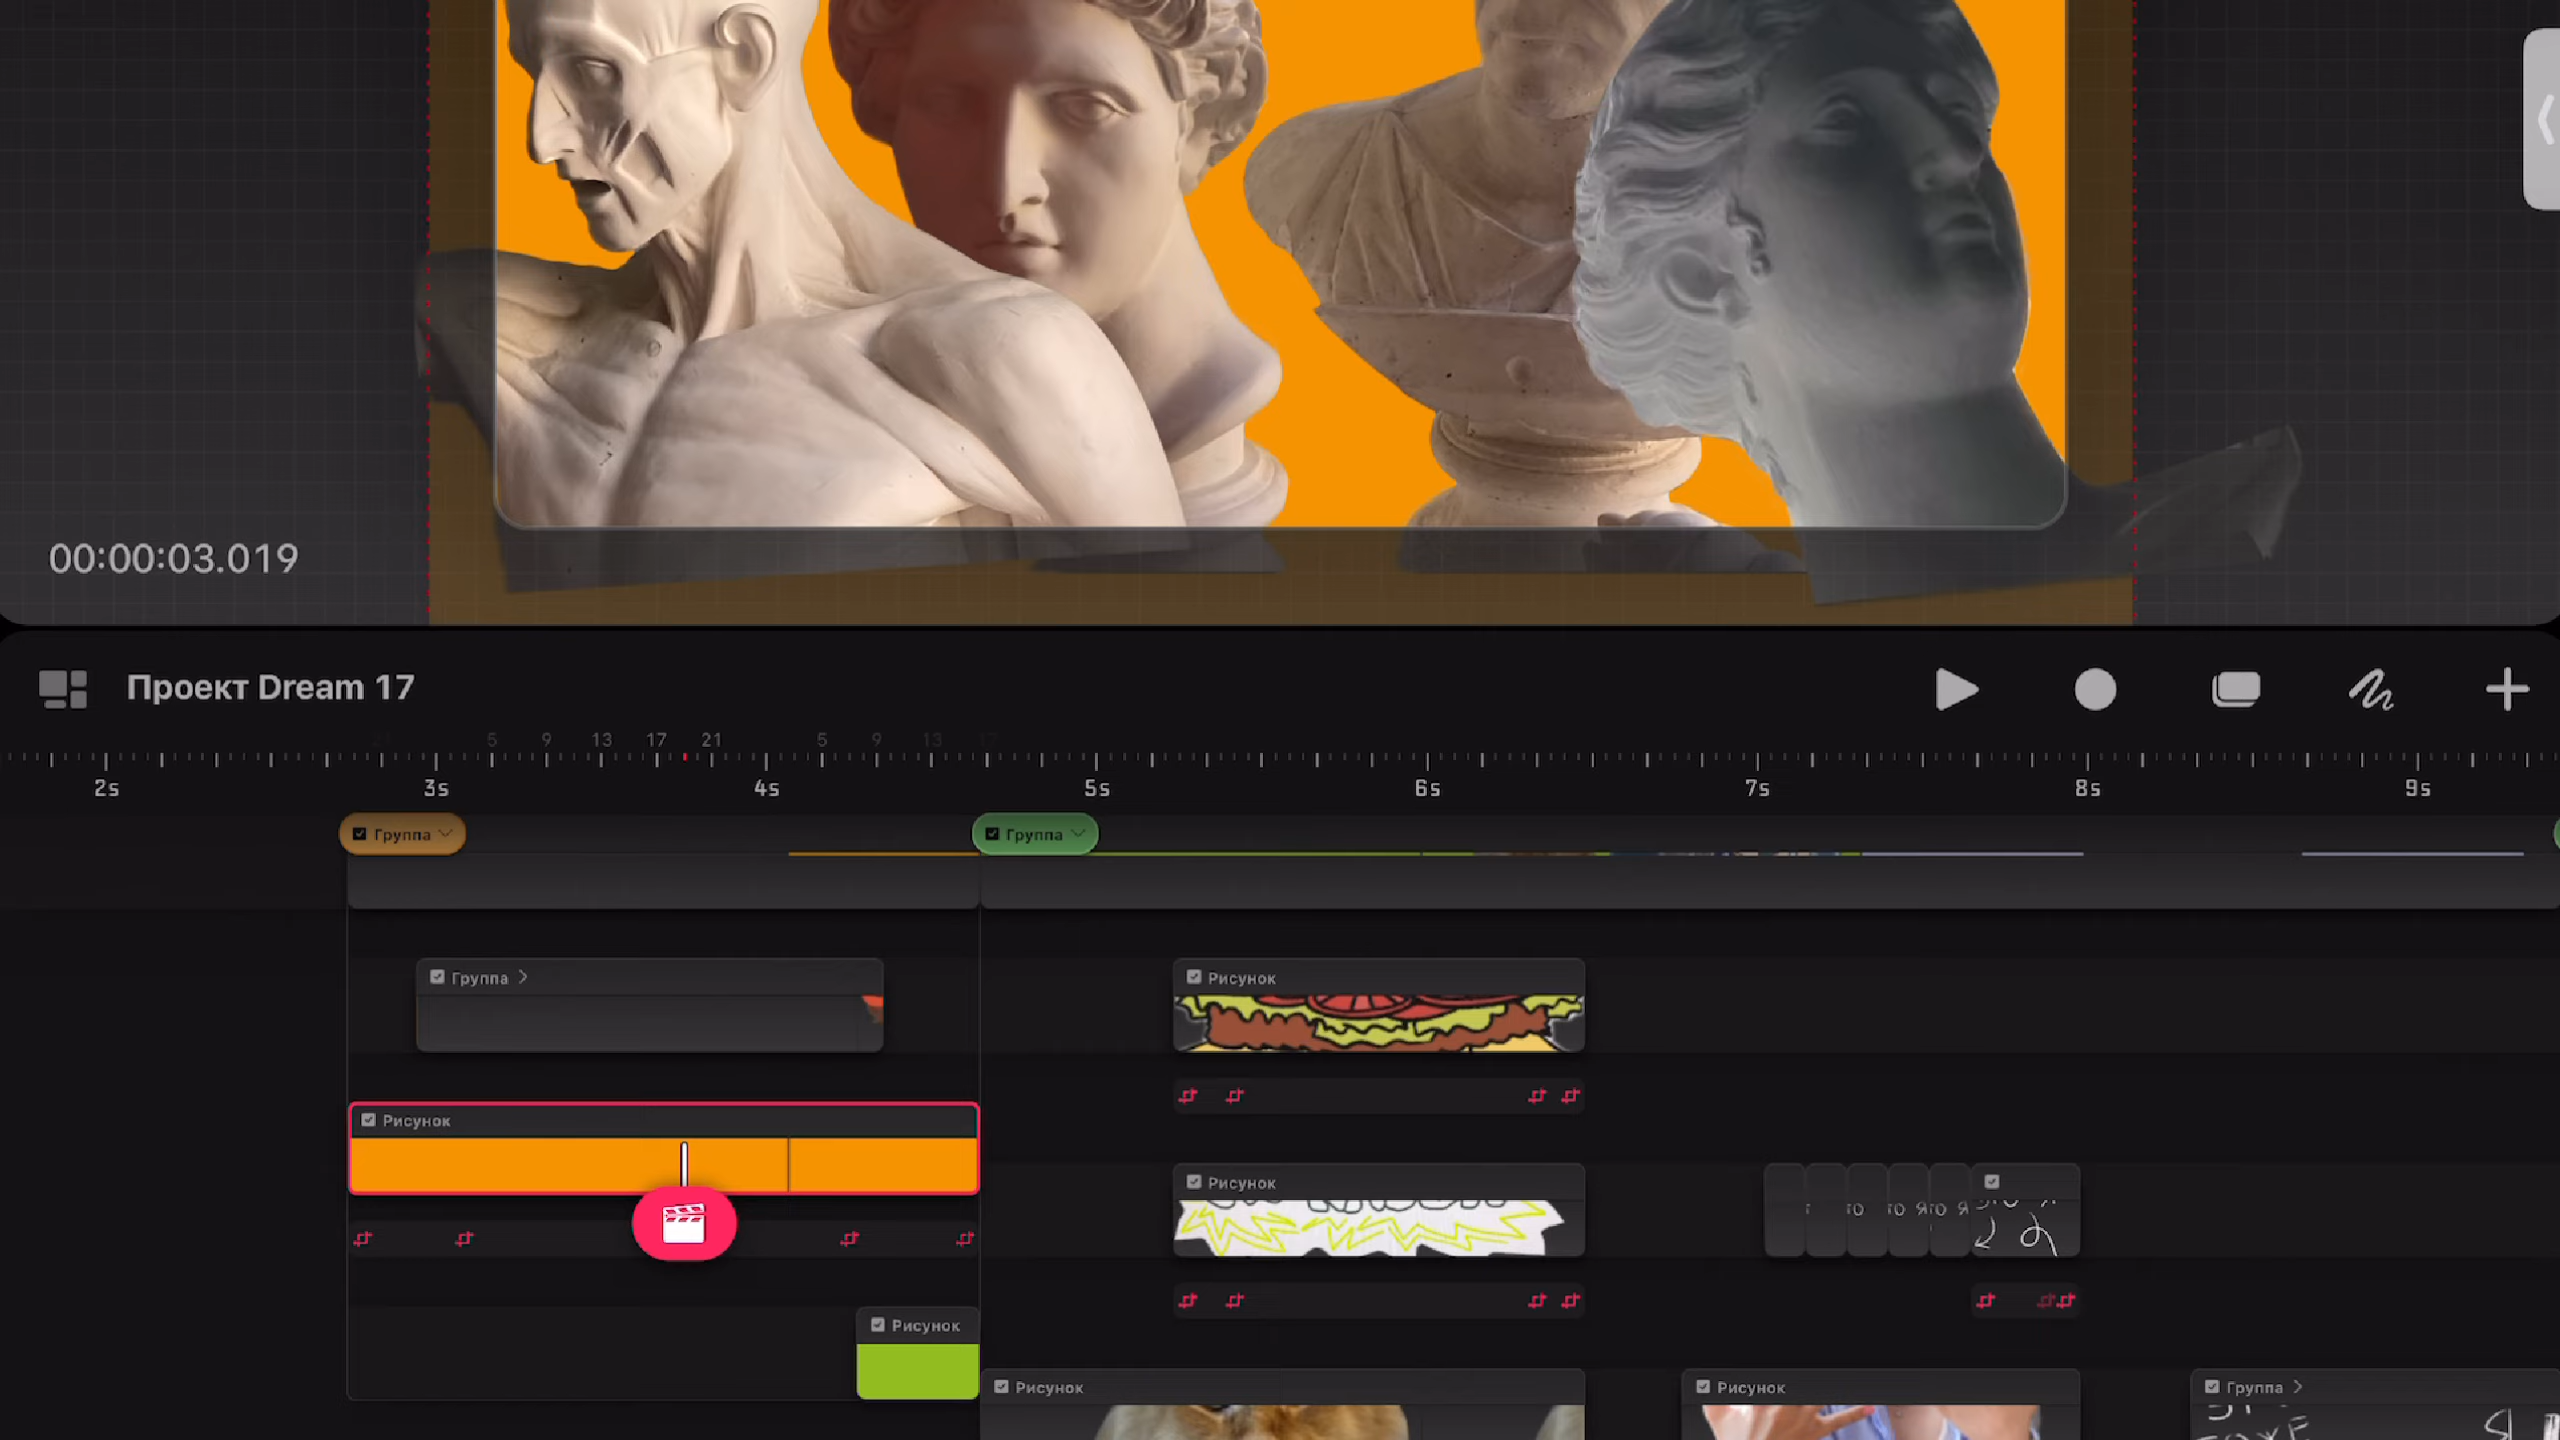 00:00:03.019
Проект Dream 17
5 9 13 17 21 5 9 13 17
2s 3s 4s 5s 6s 7s 8s 9s
Группа Группа
Группа Рисунок
Рисунок
Рисунок
Рисунок
Рисунок Рисунок Группа